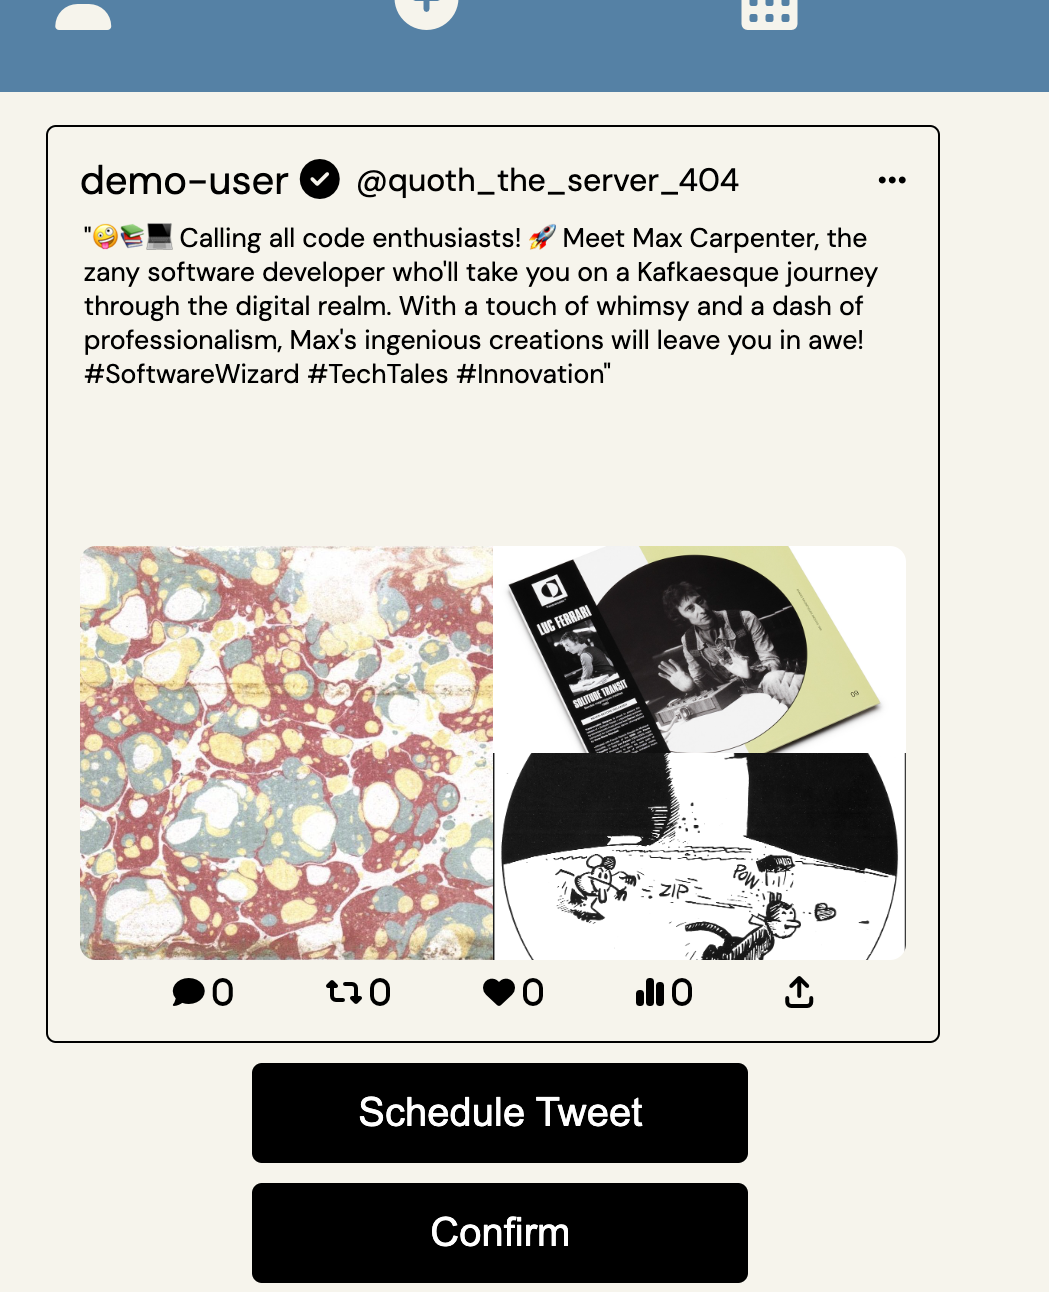 demo-user @quoth_the_server_404
"🤪📚💻 Calling all code enthusiasts! 🚀 Meet Max Carpenter, the
zany software developer who'll take you on a Kafkaesque journey
through the digital realm. With a touch of whimsy and a dash of
professionalism, Max's ingenious creations will leave you in awe!
#SoftwareWizard #TechTales #Innovation"
LUC FERRARI
SOLITUDE TRANSIT
09
ZIP
POW
0 0 0 0
Schedule Tweet
Confirm